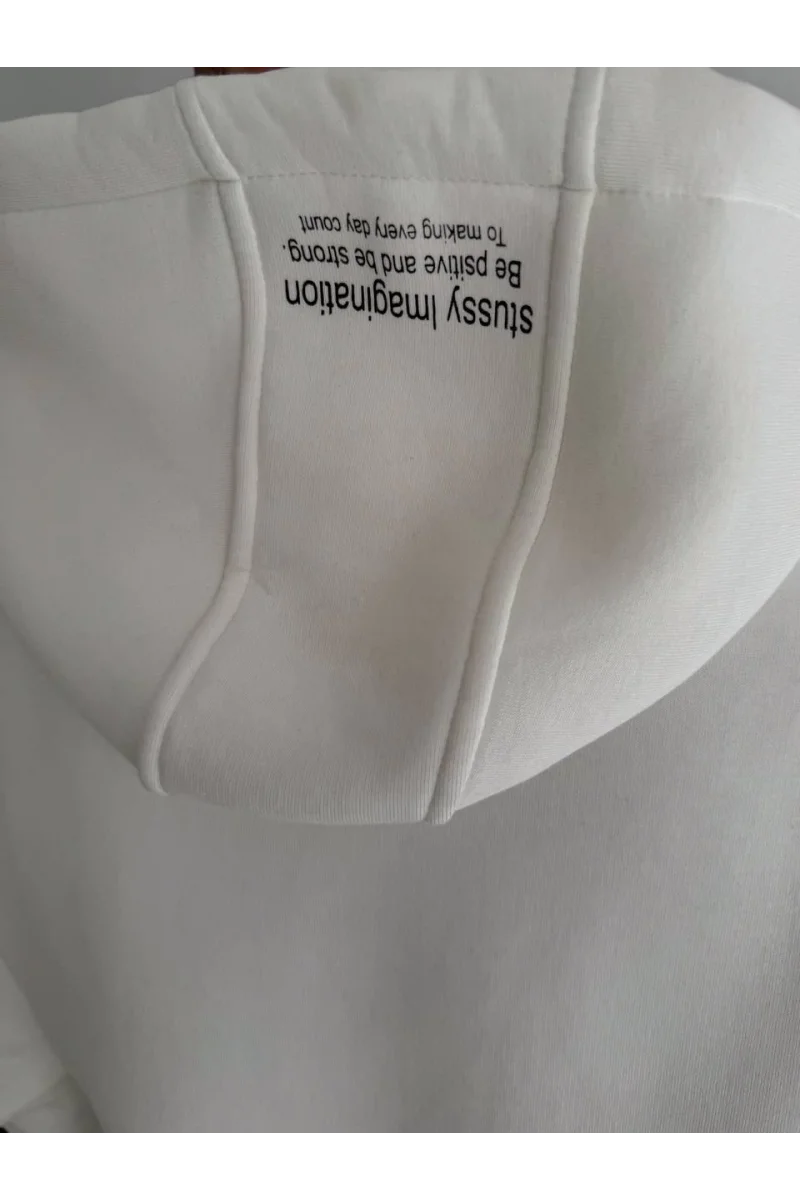 stussy Imagination
Be psitive and be strong.
To making every day count